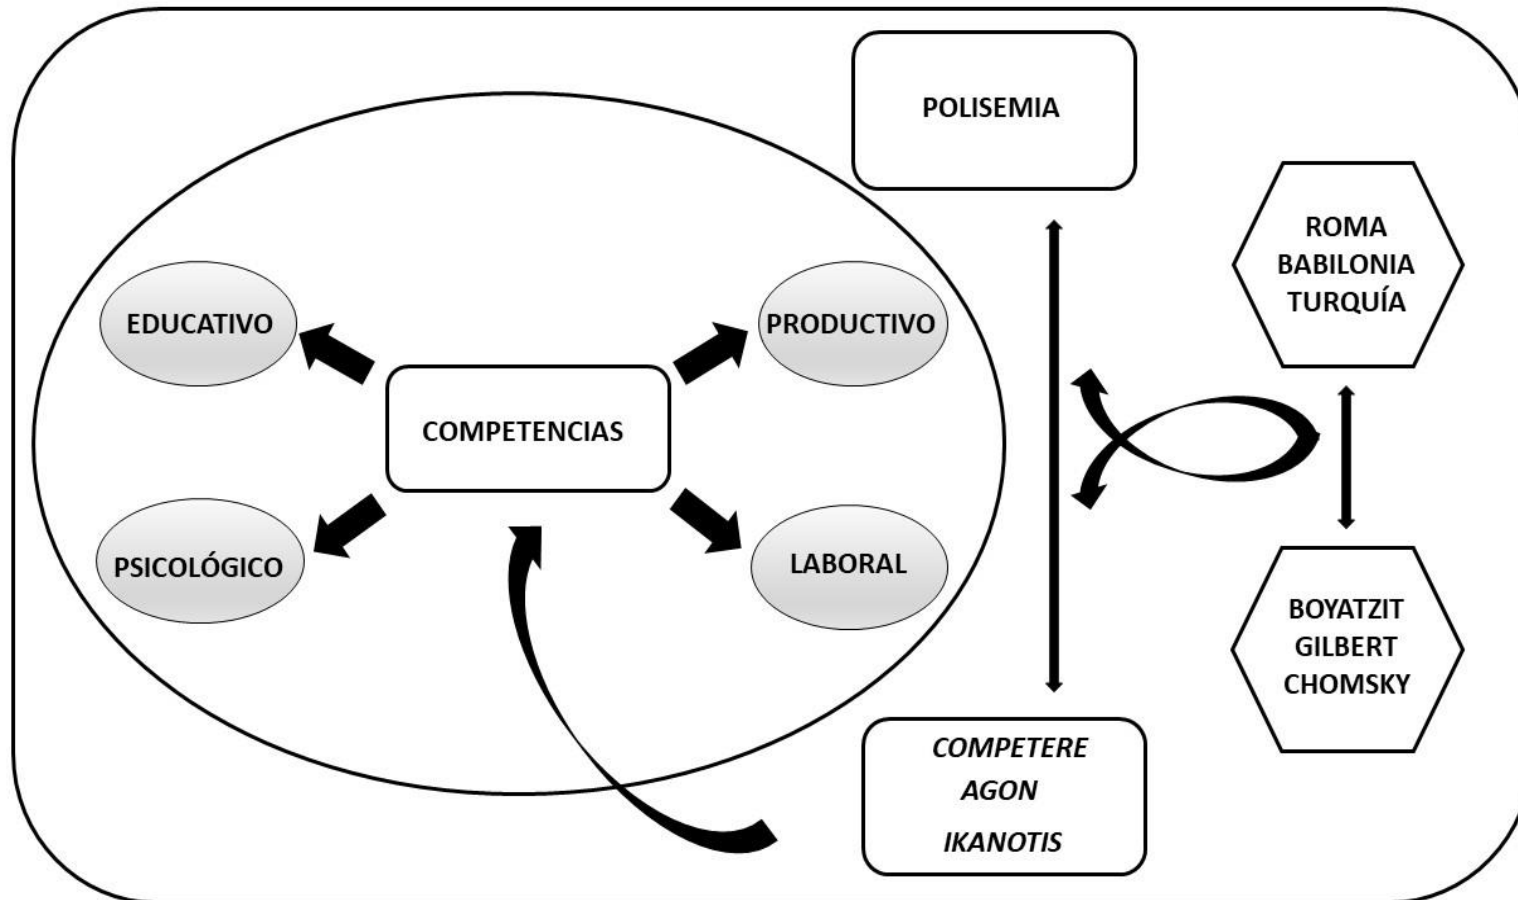 POLISEMIA
ROMA
BABILONIA
TURQUÍA
EDUCATIVO
PRODUCTIVO
COMPETENCIAS
PSICOLÓGICO
LABORAL
BOYATZIT
GILBERT
CHOMSKY
COMPETERE
AGON
IKANOTIS